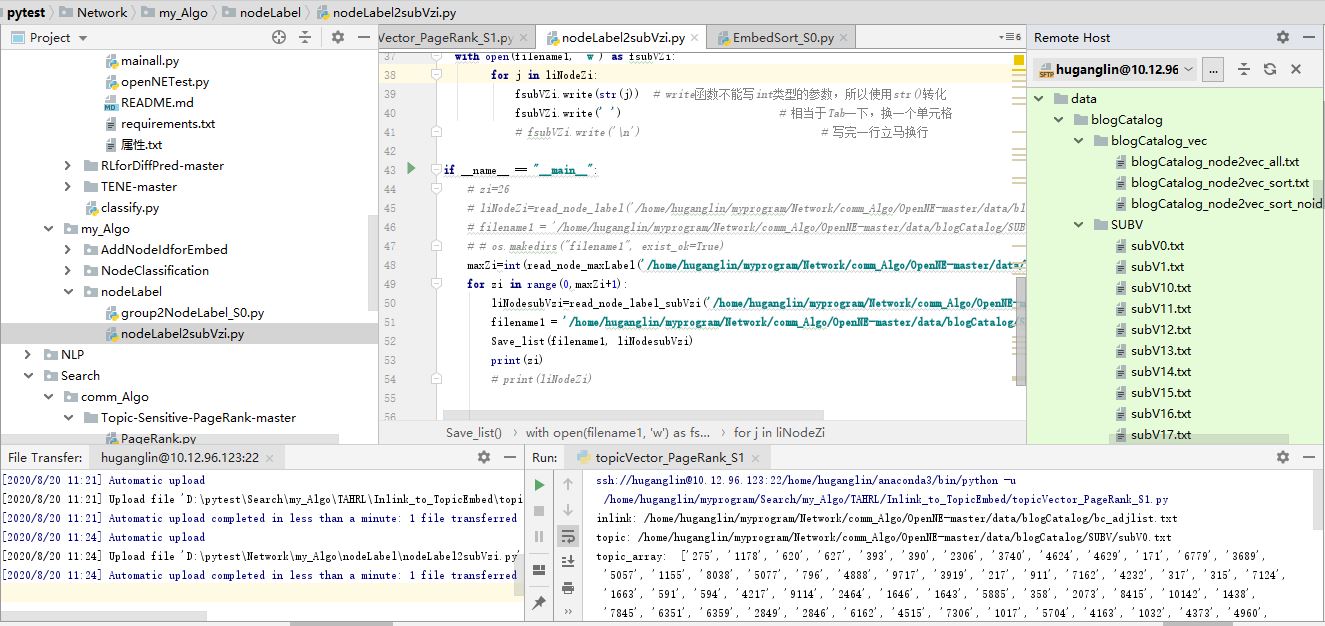 pytest Network my_Algo nodeLabel nodeLabel2subVzi.py
Project
mainall.py
openNETest.py
README.md
requirements.txt
属性.txt
RLforDiffPred-master
TENE-master
classify.py
my_Algo
AddNodeIdforEmbed
NodeClassification
nodeLabel
group2NodeLabel_S0.py
nodeLabel2subVzi.py
NLP
Search
comm_Algo
Topic-Sensitive-PageRank-master
PageRank.py
Vector_PageRank_S1.py nodeLabel2subVzi.py EmbedSort_S0.py 6
37 with open(filename1, 'w') as fsubVZi:
38 for j in liNodeZi:
39 fsubVZi.write(str(j)) # write函数不能写int类型的参数，所以使用str()转化
40 fsubVZi.write(' ') # 相当于Tab一下，换一个单元格
41 # fsubVZi.write('\n') # 写完一行立马换行
42
43 if __name__ == "__main__":
44 # zi=26
45 # liNodeZi=read_node_label('/home/huganglin/myprogram/Network/comm_Algo/OpenNE-master/data/bl
46 # filename1 = '/home/huganglin/myprogram/Network/comm_Algo/OpenNE-master/data/blogCatalog/SUB
47 # # os.makedirs("filename1", exist_ok=True)
48 maxZi=int(read_node_maxLabel('/home/huganglin/myprogram/Network/comm_Algo/OpenNE-master/data/
49 for zi in range(0,maxZi+1):
50 liNodesubVzi=read_node_label_subVzi('/home/huganglin/myprogram/Network/comm_Algo/OpenNE-
51 filename1 = '/home/huganglin/myprogram/Network/comm_Algo/OpenNE-master/data/blogCatalog/
52 Save_list(filename1, liNodesubVzi)
53 print(zi)
54 # print(liNodeZi)
55
56
Save_list() with open(filename1, 'w') as fs... for j in liNodeZi
Remote Host
SFTP huganglin@10.12.96 ...
data
blogCatalog
blogCatalog_vec
blogCatalog_node2vec_all.txt
blogCatalog_node2vec_sort.txt
blogCatalog_node2vec_sort_noid
SUBV
subV0.txt
subV1.txt
subV10.txt
subV11.txt
subV12.txt
subV13.txt
subV14.txt
subV15.txt
subV16.txt
subV17.txt
File Transfer: huganglin@10.12.96.123:22
[2020/8/20 11:21] Automatic upload
[2020/8/20 11:21] Upload file 'D:\pytest\Search\my_Algo\TAHRL\Inlink_to_TopicEmbed\topi
[2020/8/20 11:21] Automatic upload completed in less than a minute: 1 file transferred
[2020/8/20 11:24] Automatic upload
[2020/8/20 11:24] Upload file 'D:\pytest\Network\my_Algo\nodeLabel\nodeLabel2subVzi.py'
[2020/8/20 11:24] Automatic upload completed in less than a minute: 1 file transferred
Run: topicVector_PageRank_S1
ssh://huganglin@10.12.96.123:22/home/huganglin/anaconda3/bin/python -u
/home/huganglin/myprogram/Search/my_Algo/TAHRL/Inlink_to_TopicEmbed/topicVector_PageRank_S1.py
inlink: /home/huganglin/myprogram/Network/comm_Algo/OpenNE-master/data/blogCatalog/bc_adjlist.txt
topic: /home/huganglin/myprogram/Network/comm_Algo/OpenNE-master/data/blogCatalog/SUBV/subV0.txt
topic_array: ['275', '1178', '620', '627', '393', '390', '2306', '3740', '4624', '4629', '171', '6779', '3689',
'5057', '1155', '8038', '5077', '796', '4888', '9717', '3919', '217', '911', '7162', '4232', '317', '315', '7124',
'1663', '591', '594', '4217', '9114', '2464', '1646', '1643', '5885', '358', '2073', '8415', '10142', '1438',
'7845', '6351', '6359', '2849', '2846', '6162', '4515', '7306', '1017', '5704', '4163', '1032', '4373', '4960',